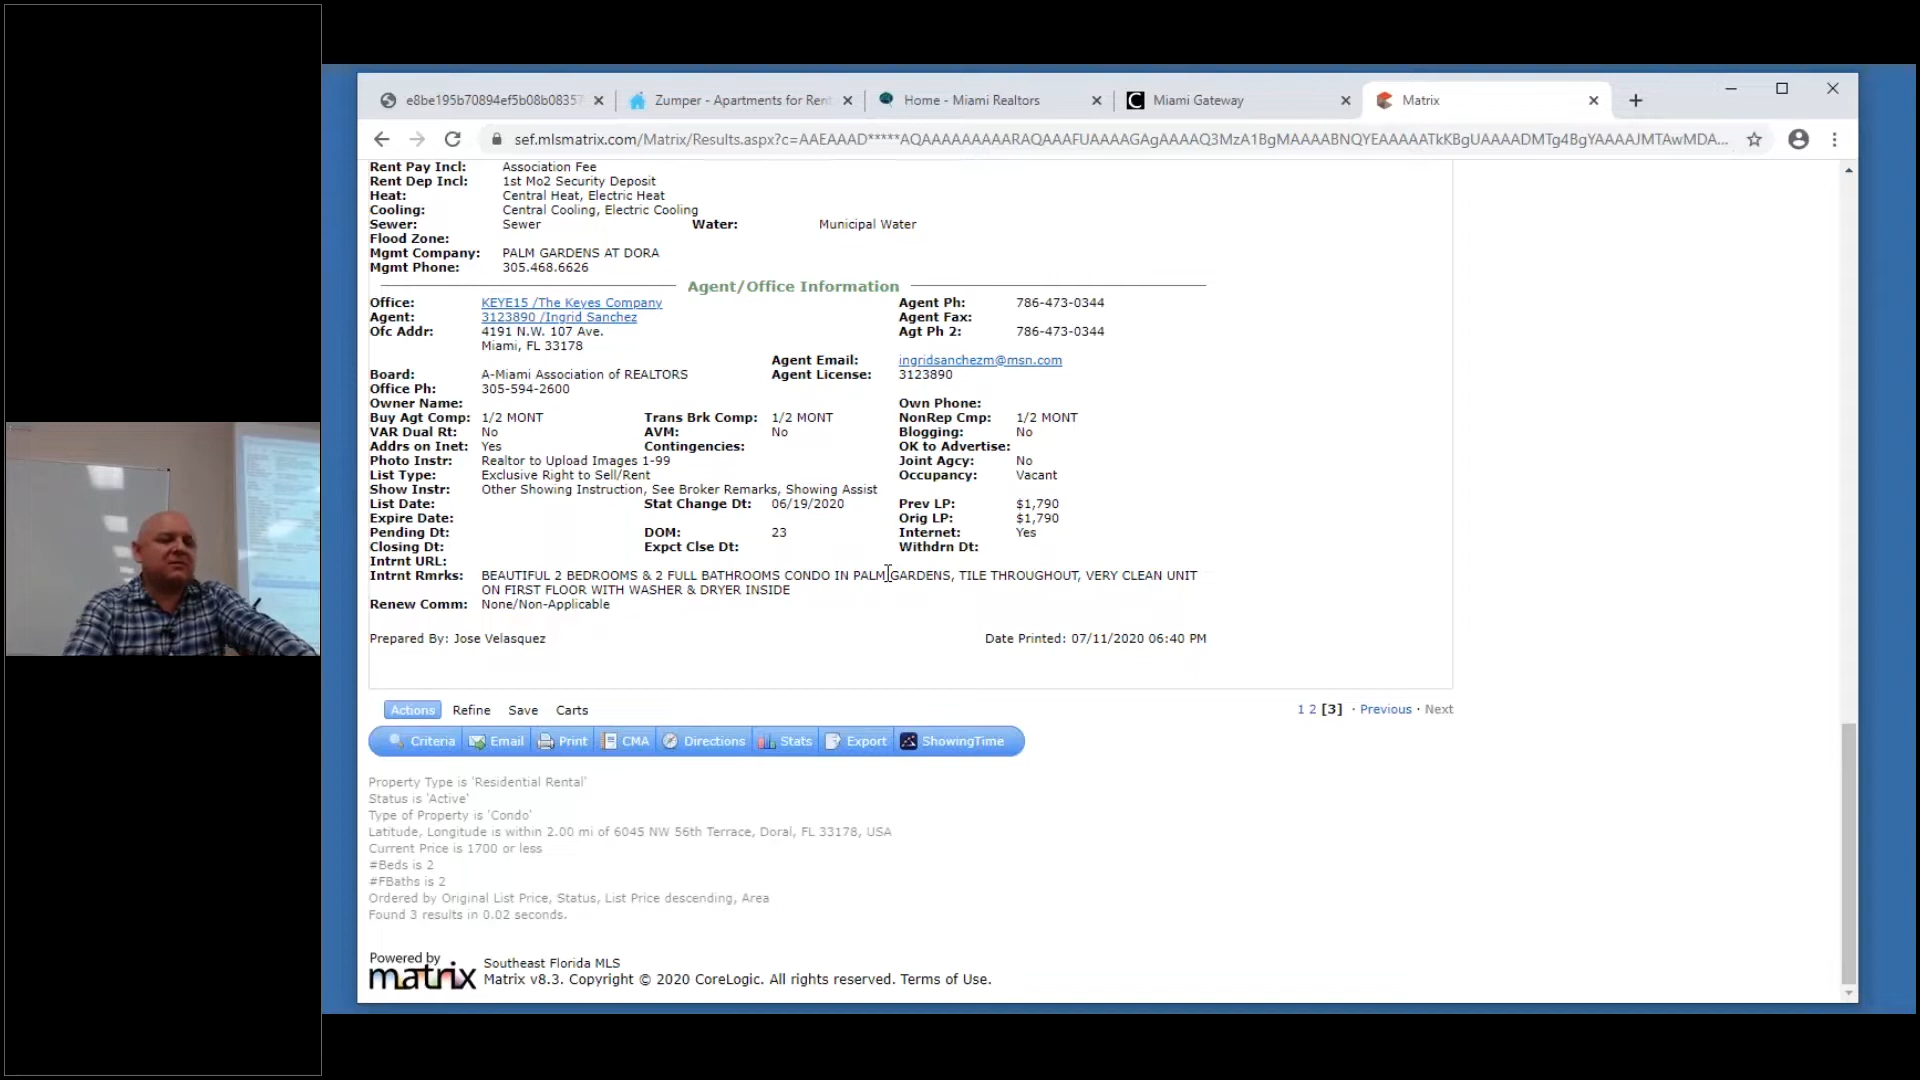 e8be195b70894ef5b08b08357
Zumper - Apartments for Rent
Home - Miami Realtors
Miami Gateway
Matrix
sef.mlsmatrix.com/Matrix/Results.aspx?c=AAEAAAD*****AQAAAAAAAAARAQAAAFUAAAAGAgAAAAQ3MzA1BgMAAAABNQYEAAAAATkKBgUAAAADMTg4BgYAAAAJMTAwMDA...
Rent Pay Incl: Association Fee
Rent Dep Incl: 1st Mo2 Security Deposit
Heat: Central Heat, Electric Heat
Cooling: Central Cooling, Electric Cooling
Sewer: Sewer Water: Municipal Water
Flood Zone:
Mgmt Company: PALM GARDENS AT DORA
Mgmt Phone: 305.468.6626
Agent/Office Information
Office: KEYE15 /The Keyes Company Agent Ph: 786-473-0344
Agent: 3123890 /Ingrid Sanchez Agent Fax:
Ofc Addr: 4191 N.W. 107 Ave. Agt Ph 2: 786-473-0344
Miami, FL 33178
Agent Email: ingridsanchezm@msn.com
Board: A-Miami Association of REALTORS Agent License: 3123890
Office Ph: 305-594-2600
Owner Name: Own Phone:
Buy Agt Comp: 1/2 MONT Trans Brk Comp: 1/2 MONT NonRep Cmp: 1/2 MONT
VAR Dual Rt: No AVM: No Blogging: No
Addrs on Inet: Yes Contingencies: OK to Advertise:
Photo Instr: Realtor to Upload Images 1-99 Joint Agcy: No
List Type: Exclusive Right to Sell/Rent Occupancy: Vacant
Show Instr: Other Showing Instruction, See Broker Remarks, Showing Assist
List Date: Stat Change Dt: 06/19/2020 Prev LP: $1,790
Expire Date: Orig LP: $1,790
Pending Dt: DOM: 23 Internet: Yes
Closing Dt: Expct Clse Dt: Withdrn Dt:
Intrnt URL:
Intrnt Rmrks: BEAUTIFUL 2 BEDROOMS & 2 FULL BATHROOMS CONDO IN PALM GARDENS, TILE THROUGHOUT, VERY CLEAN UNIT
ON FIRST FLOOR WITH WASHER & DRYER INSIDE
Renew Comm: None/Non-Applicable
Prepared By: Jose Velasquez Date Printed: 07/11/2020 06:40 PM
Actions Refine Save Carts 1 2 [3] · Previous · Next
Criteria Email Print CMA Directions Stats Export ShowingTime
Property Type is 'Residential Rental'
Status is 'Active'
Type of Property is 'Condo'
Latitude, Longitude is within 2.00 mi of 6045 NW 56th Terrace, Doral, FL 33178, USA
Current Price is 1700 or less
#Beds is 2
#FBaths is 2
Ordered by Original List Price, Status, List Price descending, Area
Found 3 results in 0.02 seconds.
Powered by
matrix
Southeast Florida MLS
Matrix v8.3. Copyright © 2020 CoreLogic. All rights reserved. Terms of Use.